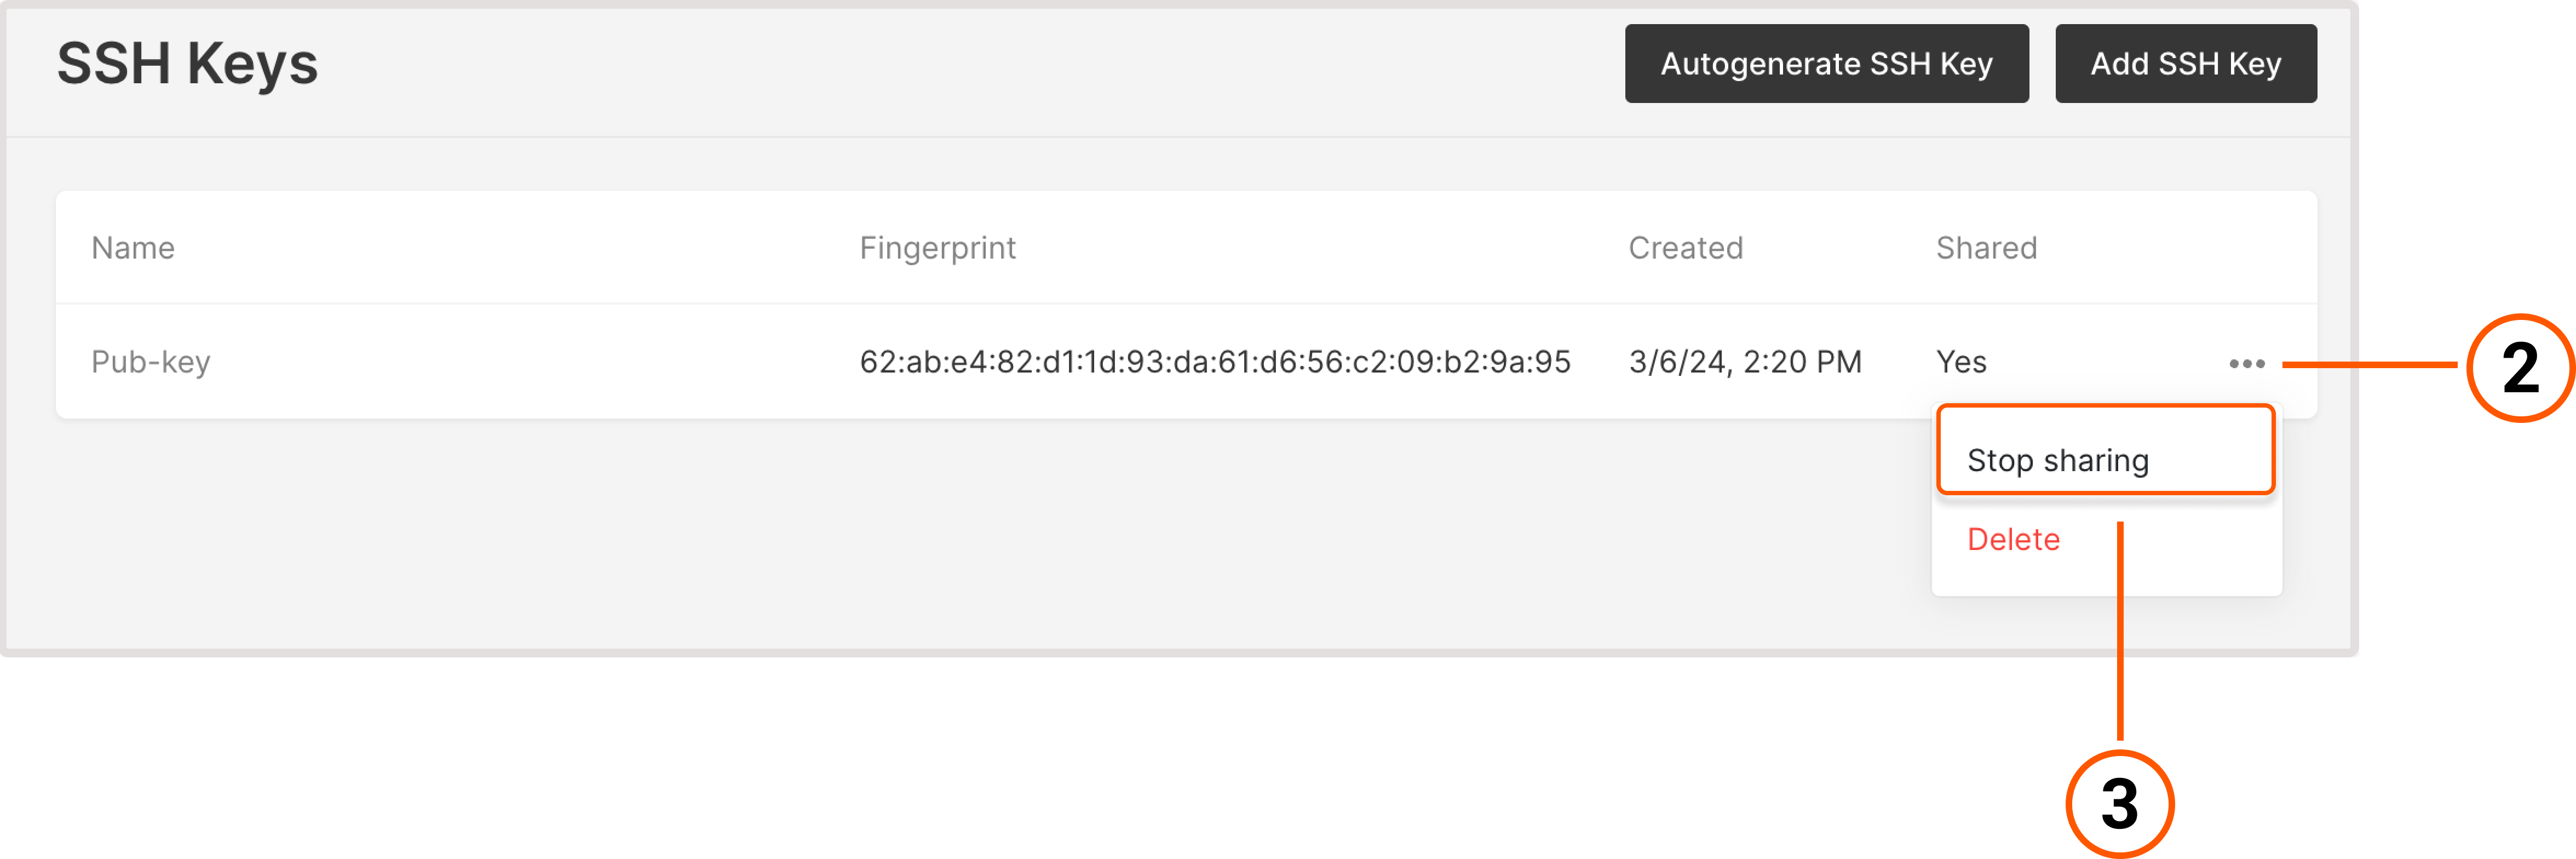 SSH Keys
Autogenerate SSH Key
Add SSH Key
Name Fingerprint Created Shared
Pub-key 62:ab:e4:82:d1:1d:93:da:61:d6:56:c2:09:b2:9a:95 3/6/24, 2:20 PM Yes •••
2
Stop sharing
Delete
3